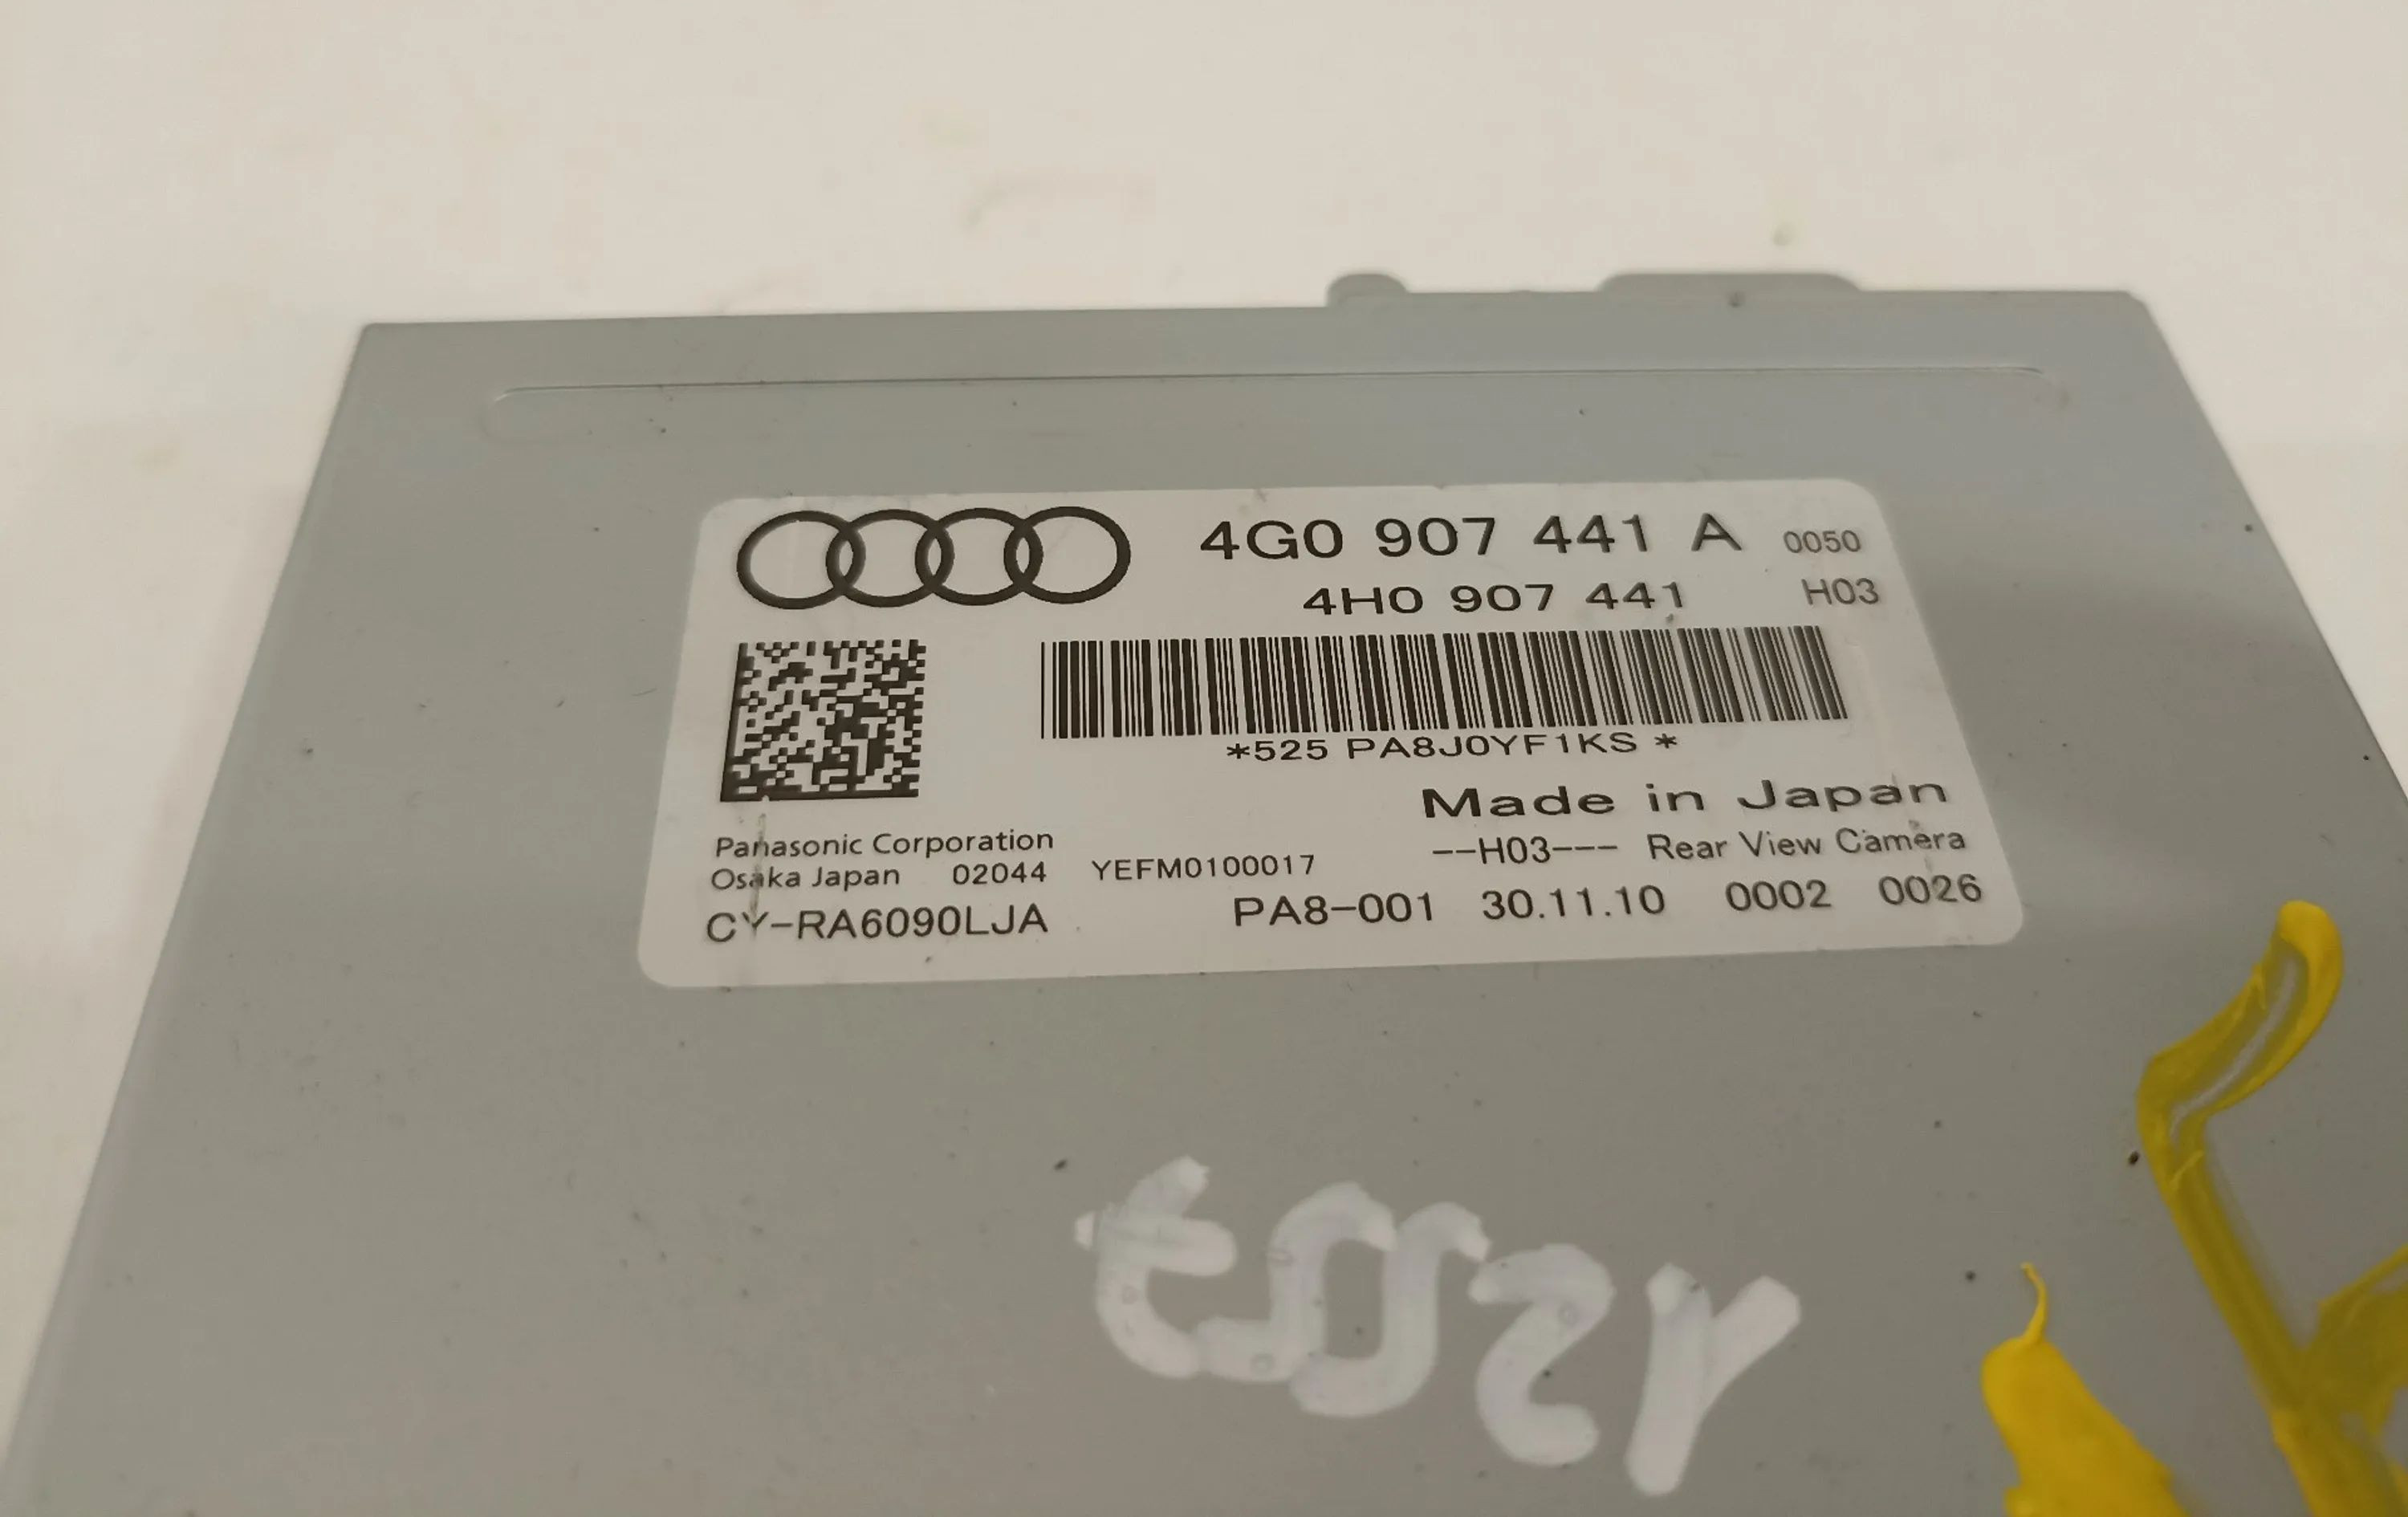 4G0 907 441 A 0050
4H0 907 441 H03
*525 PA8J0YF1KS *
Made in Japan
Panasonic Corporation
--H03--- Rear View Camera
Osaka Japan 02044 YEFM0100017
CY-RA6090LJA PA8-001 30.11.10 0002 0026